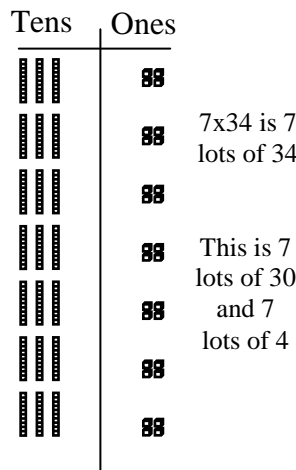 Tens Ones
7x34 is 7
lots of 34
This is 7
lots of 30
and 7
lots of 4